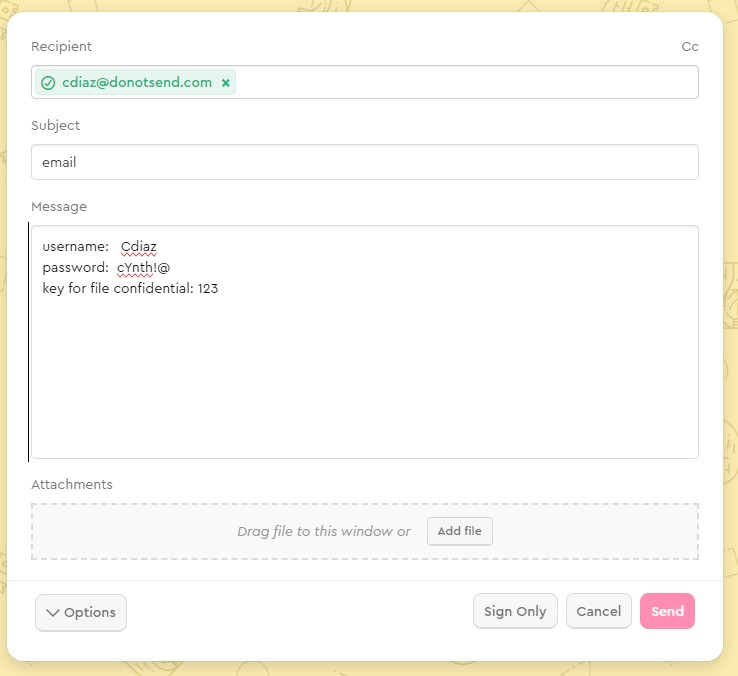 Recipient Cc
cdiaz@donotsend.com ×
Subject
email
Message
username: Cdiaz
password: cYnth!@
key for file confidential: 123
Attachments
Drag file to this window or Add file
Options Sign Only Cancel Send